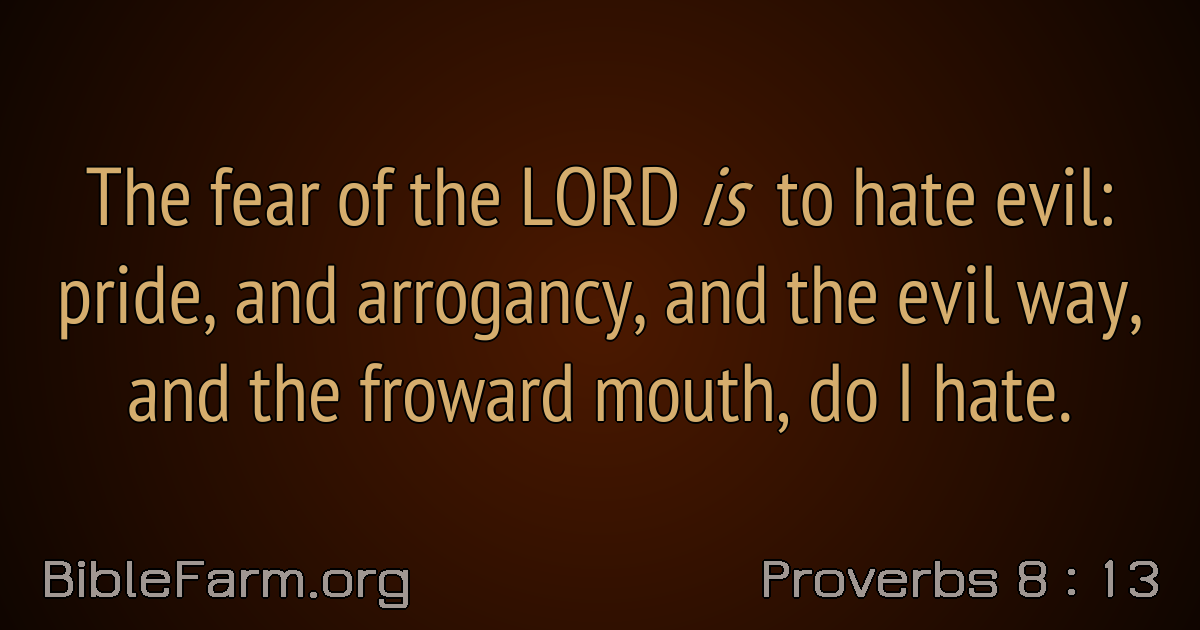 The fear of the LORD is to hate evil:
pride, and arrogancy, and the evil way,
and the froward mouth, do I hate.
BibleFarm.org
Proverbs 8 : 13